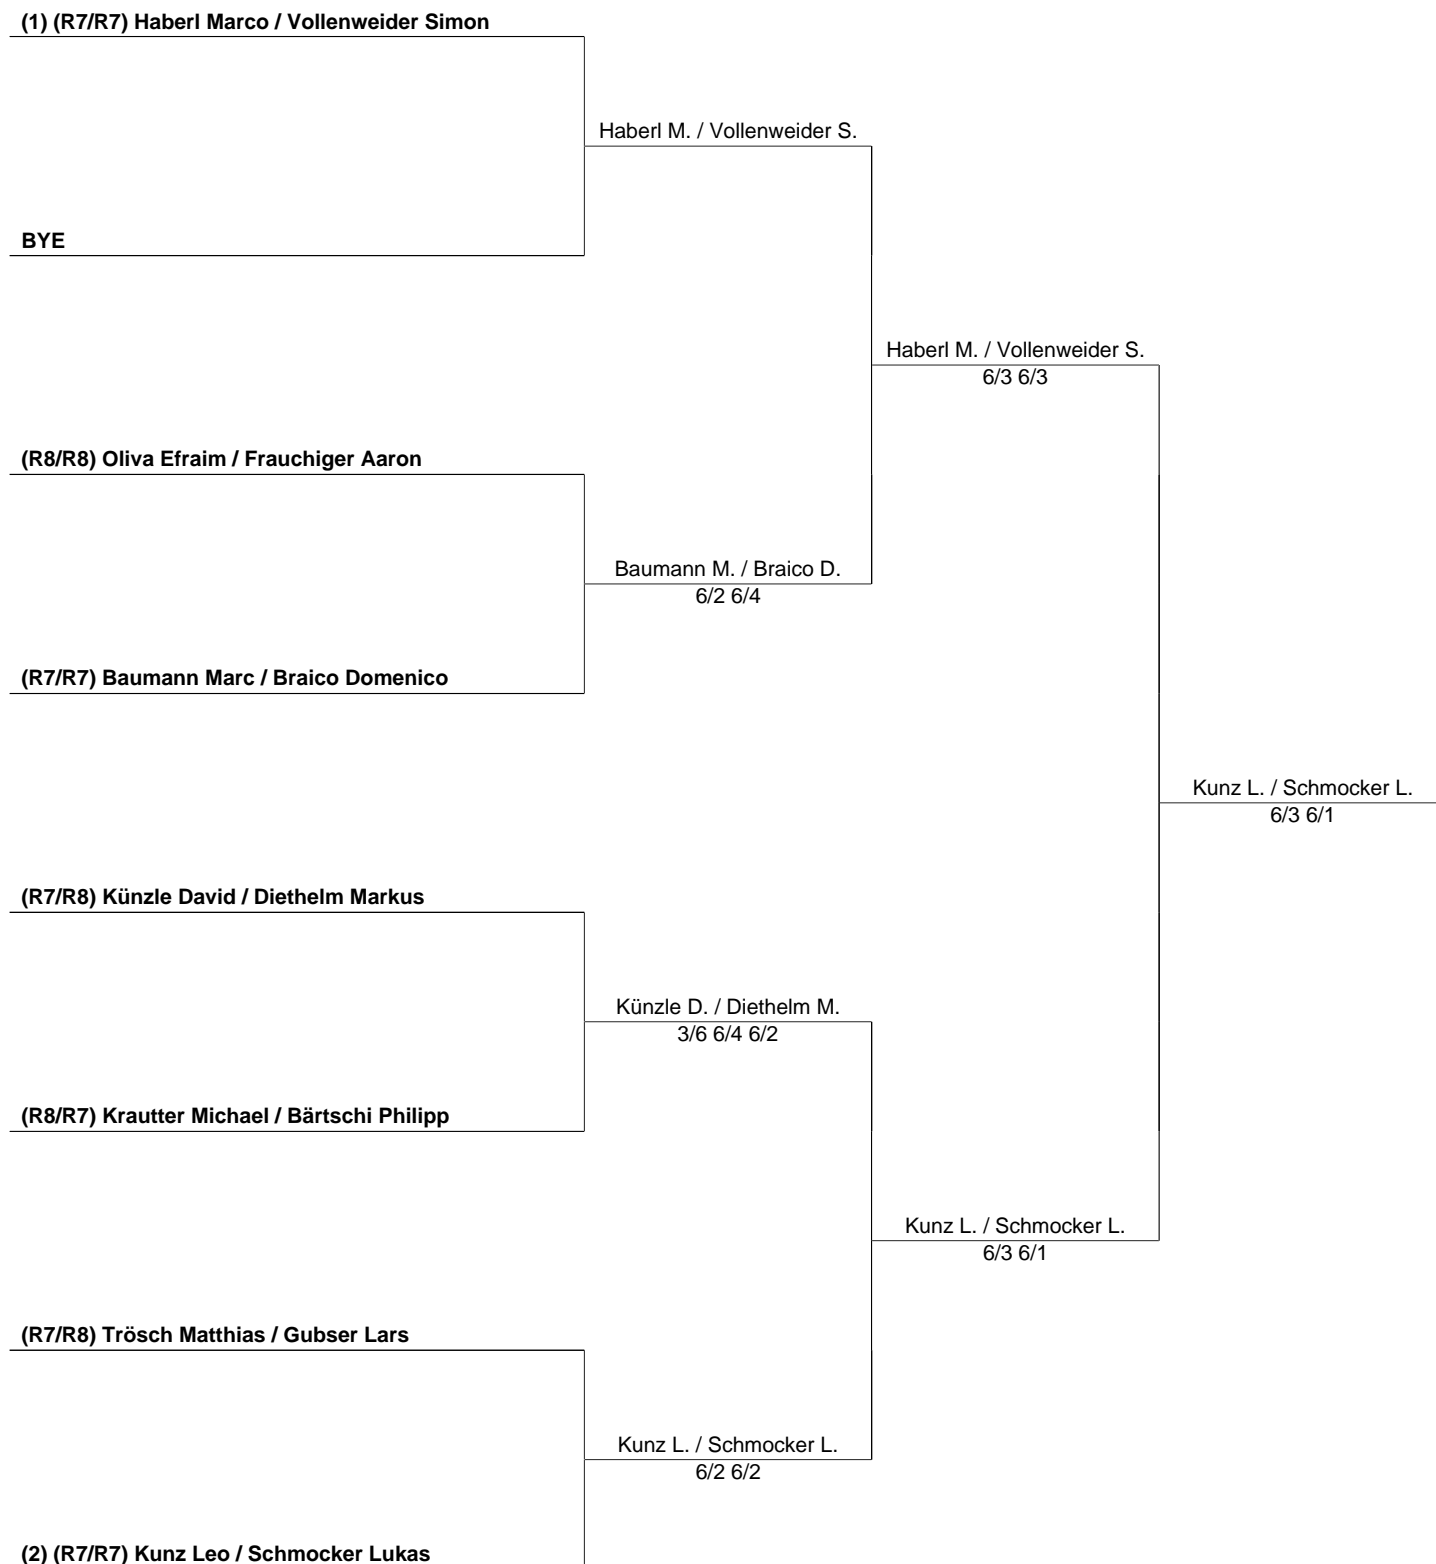 (1) (R7/R7) Haberl Marco / Vollenweider Simon
Haberl M. / Vollenweider S.
BYE
Haberl M. / Vollenweider S.
6/3 6/3
(R8/R8) Oliva Efraim / Frauchiger Aaron
Baumann M. / Braico D.
6/2 6/4
(R7/R7) Baumann Marc / Braico Domenico
Kunz L. / Schmocker L.
6/3 6/1
(R7/R8) Künzle David / Diethelm Markus
Künzle D. / Diethelm M.
3/6 6/4 6/2
(R8/R7) Krautter Michael / Bärtschi Philipp
Kunz L. / Schmocker L.
6/3 6/1
(R7/R8) Trösch Matthias / Gubser Lars
Kunz L. / Schmocker L.
6/2 6/2
(2) (R7/R7) Kunz Leo / Schmocker Lukas